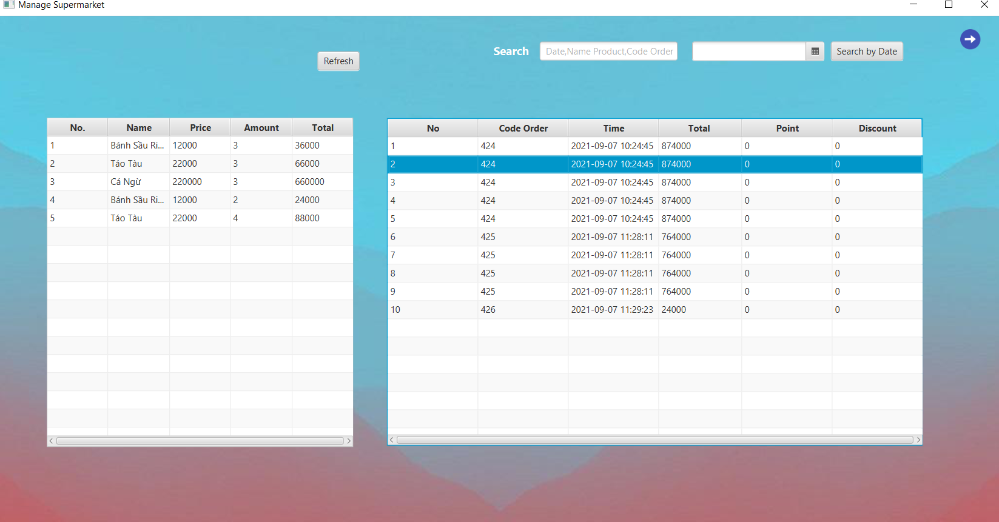 Manage Supermarket
Search Date,Name Product,Code Order Search by Date
Refresh
No. Name Price Amount Total
1 Bánh Sầu Ri... 12000 3 36000
2 Táo Tàu 22000 3 66000
3 Cá Ngừ 220000 3 660000
4 Bánh Sầu Ri... 12000 2 24000
5 Táo Tàu 22000 4 88000
No Code Order Time Total Point Discount
1 424 2021-09-07 10:24:45 874000 0 0
2 424 2021-09-07 10:24:45 874000 0 0
3 424 2021-09-07 10:24:45 874000 0 0
4 424 2021-09-07 10:24:45 874000 0 0
5 424 2021-09-07 10:24:45 874000 0 0
6 425 2021-09-07 11:28:11 764000 0 0
7 425 2021-09-07 11:28:11 764000 0 0
8 425 2021-09-07 11:28:11 764000 0 0
9 425 2021-09-07 11:28:11 764000 0 0
10 426 2021-09-07 11:29:23 24000 0 0